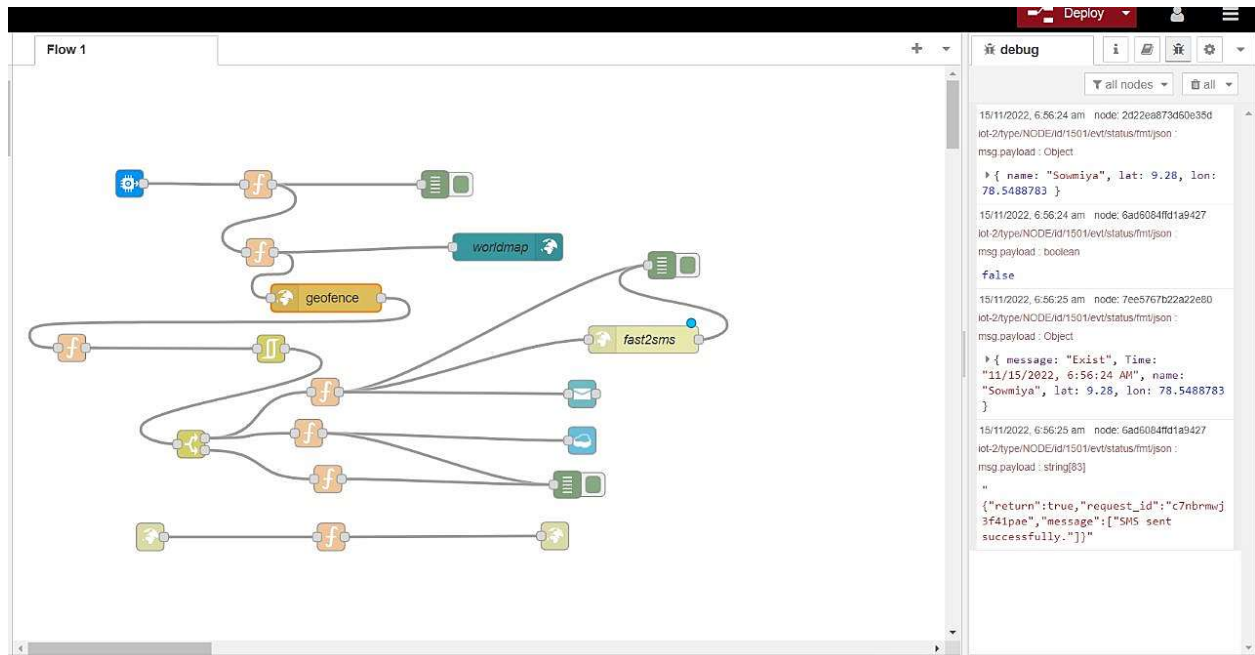 Deploy
Flow 1
debug
i
all nodes
all
15/11/2022, 6:56:24 am node: 2d22ea873d60e35d
iot-2/type/NODE/id/1501/evt/status/fmt/json :
msg.payload : Object
{ name: "Sowmiya", lat: 9.28, lon:
78.5488783 }
15/11/2022, 6:56:24 am node: 6ad6084ffd1a9427
iot-2/type/NODE/id/1501/evt/status/fmt/json :
msg.payload : boolean
false
15/11/2022, 6:56:25 am node: 7ee5767b22a22e80
iot-2/type/NODE/id/1501/evt/status/fmt/json :
msg.payload : Object
{ message: "Exist", Time:
"11/15/2022, 6:56:24 AM", name:
"Sowmiya", lat: 9.28, lon: 78.5488783
}
15/11/2022, 6:56:25 am node: 6ad6084ffd1a9427
iot-2/type/NODE/id/1501/evt/status/fmt/json :
msg.payload : string[83]
"
{"return":true,"request_id":"c7nbrmwj
3f41pae","message":["SMS sent
successfully."]}"
f
f
worldmap
geofence
f
fast2sms
f
f
f
f